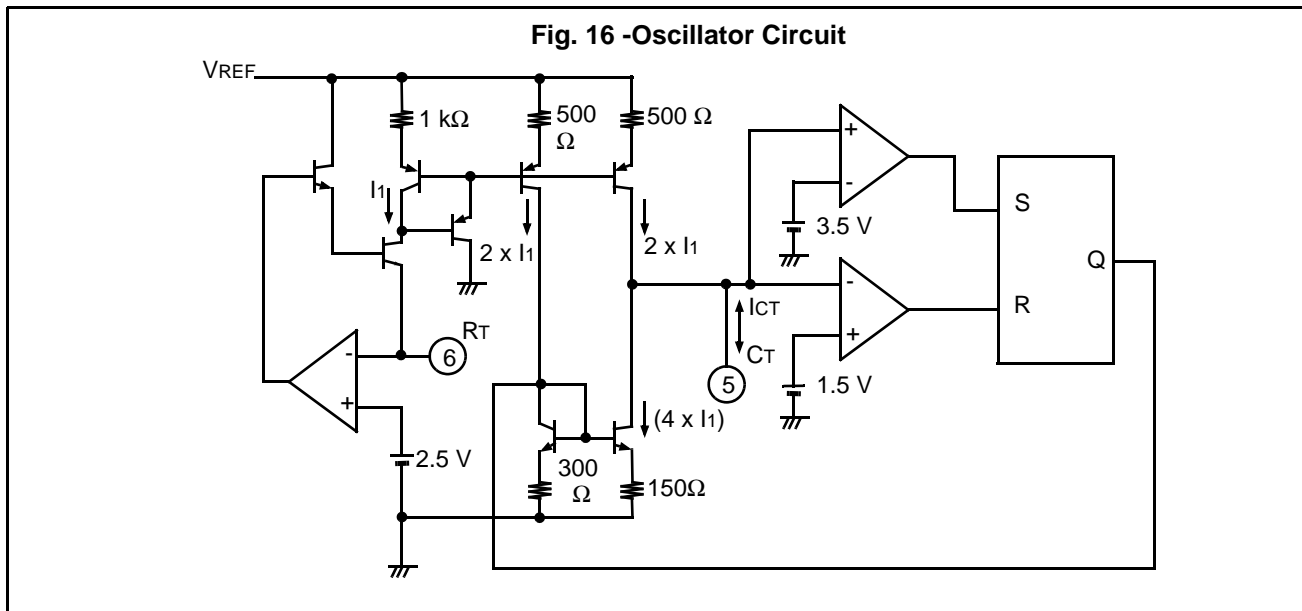 Fig. 16 -Oscillator Circuit
VREF
1 kΩ
500
Ω
500 Ω
I1
2 x I1
2 x I1
+
-
3.5 V
S
Q
R
-
+
1.5 V
ICT
CT
5
RT
6
-
+
2.5 V
(4 x I1)
300
Ω
150Ω